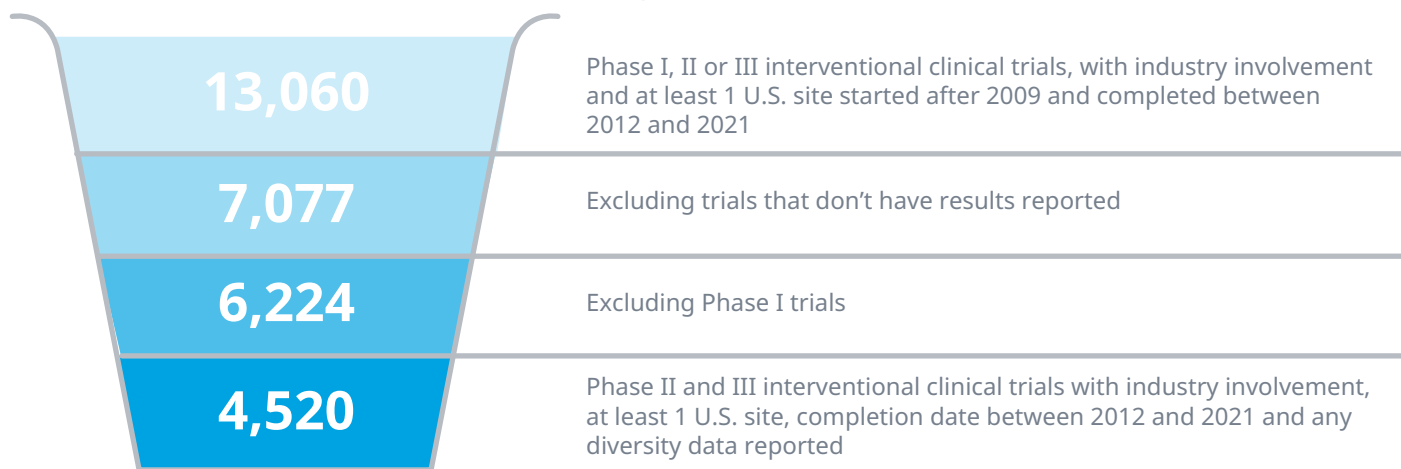 13,060
Phase I, II or III interventional clinical trials, with industry involvement
and at least 1 U.S. site started after 2009 and completed between
2012 and 2021
7,077
Excluding trials that don’t have results reported
6,224
Excluding Phase I trials
4,520
Phase II and III interventional clinical trials with industry involvement,
at least 1 U.S. site, completion date between 2012 and 2021 and any
diversity data reported